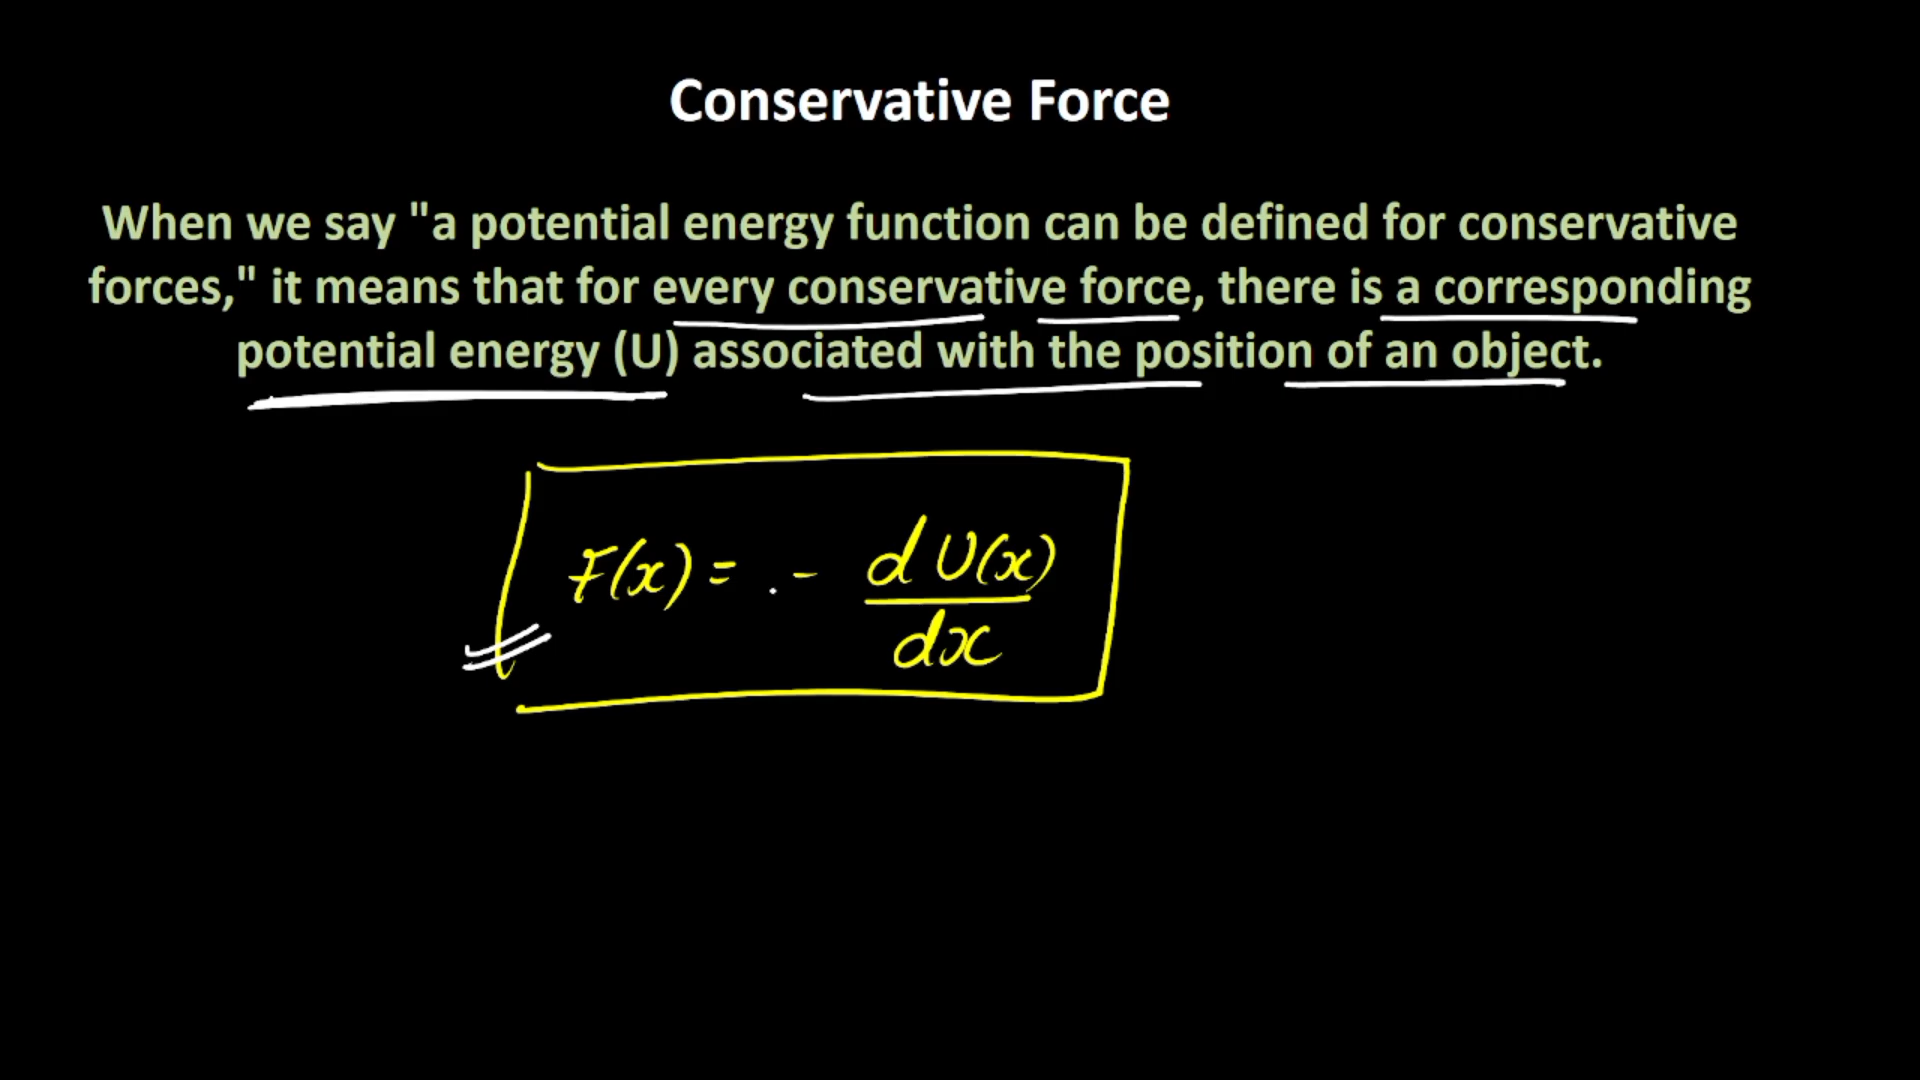 Conservative Force
When we say "a potential energy function can be defined for conservative
forces," it means that for every conservative force, there is a corresponding
potential energy (U) associated with the position of an object.
F(x) = - dU(x)
dx